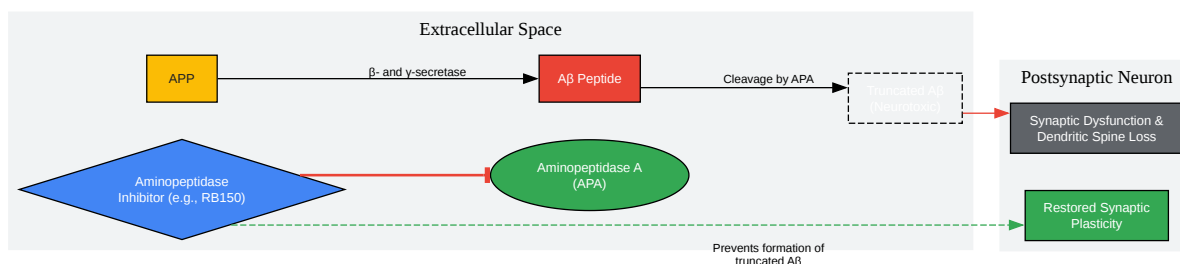 Extracellular Space
Postsynaptic Neuron
APP
β- and γ-secretase
Aβ Peptide
Cleavage by APA
Truncated Aβ
(Neurotoxic)
Synaptic Dysfunction &
Dendritic Spine Loss
Aminopeptidase
Inhibitor (e.g., RB150)
Aminopeptidase A
(APA)
Restored Synaptic
Plasticity
Prevents formation of
truncated Aβ